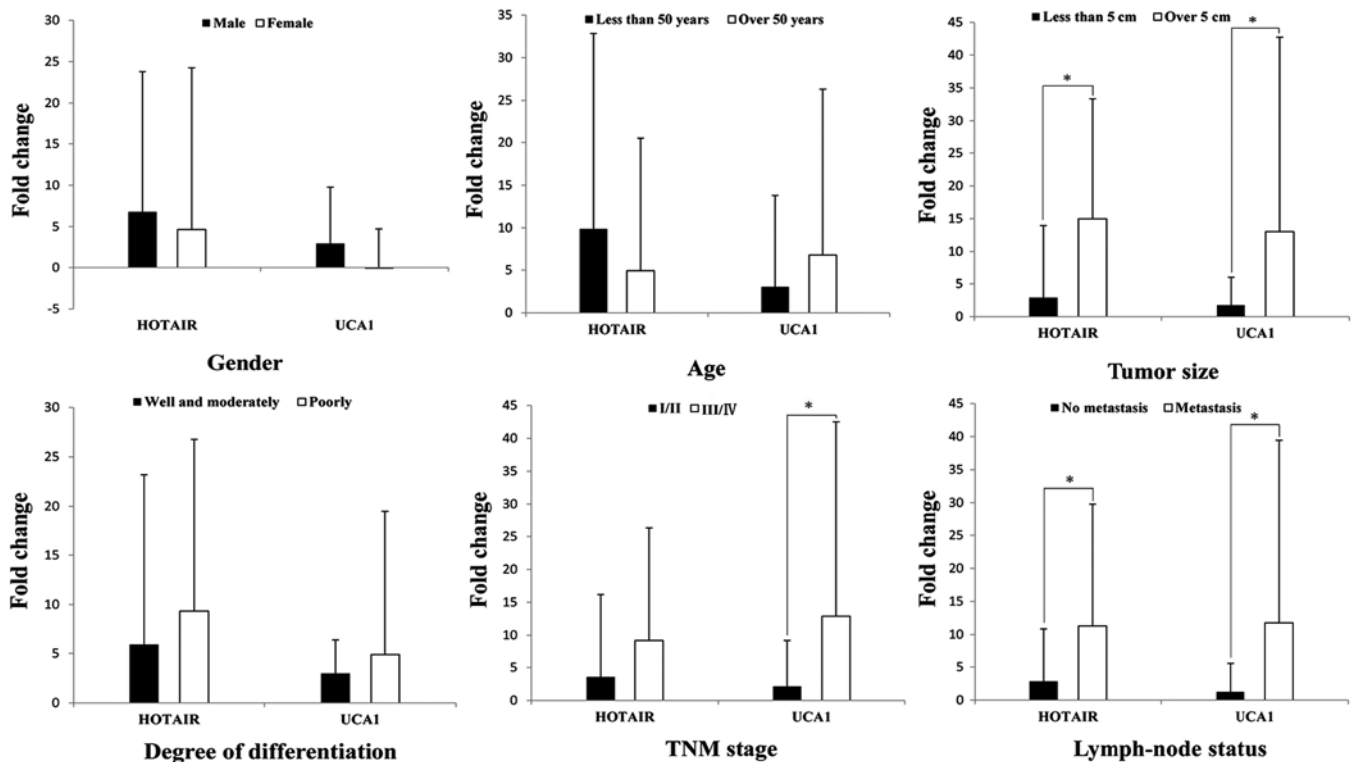 Male Female
Fold change
30
25
20
15
10
5
0
-5
HOTAIR UCA1
Gender
Less than 50 years Over 50 years
Fold change
35
30
25
20
15
10
5
0
HOTAIR UCA1
Age
Less than 5 cm Over 5 cm
Fold change
45
40
35
30
25
20
15
10
5
0
* *
HOTAIR UCA1
Tumor size
Well and moderately Poorly
Fold change
30
25
20
15
10
5
0
HOTAIR UCA1
Degree of differentiation
I/II III/IV
Fold change
45
40
35
30
25
20
15
10
5
0
*
HOTAIR UCA1
TNM stage
No metastasis Metastasis
Fold change
45
40
35
30
25
20
15
10
5
0
* *
HOTAIR UCA1
Lymph-node status